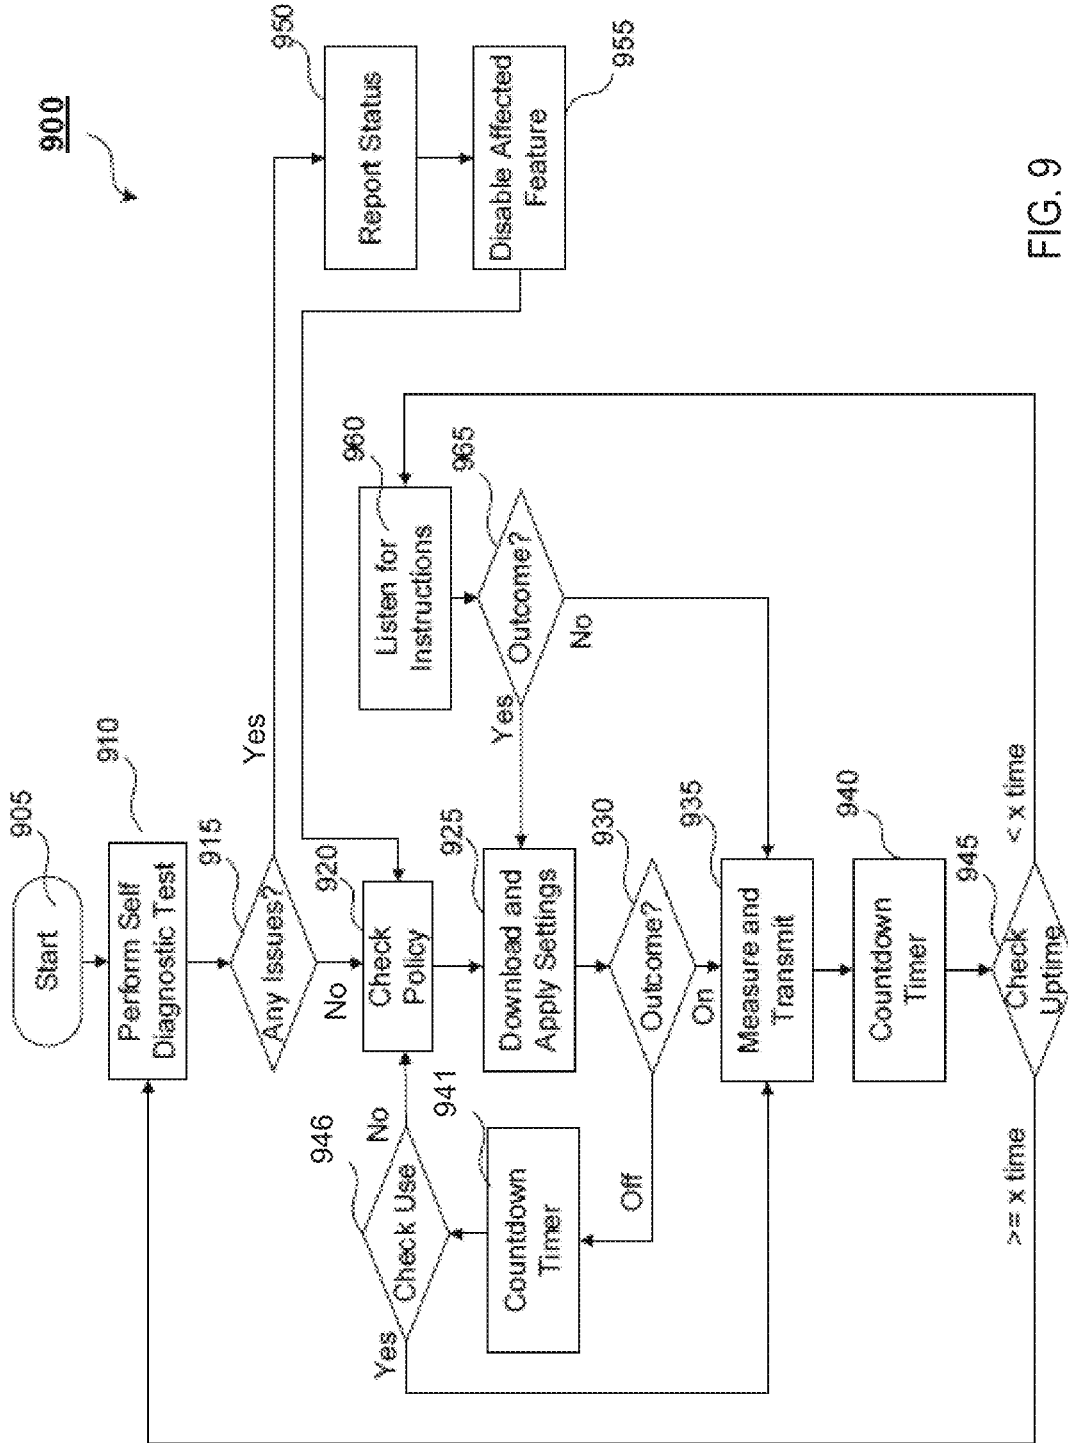 900
Start
905
Perform Self
Diagnostic Test
910
Any Issues?
915
Yes
No
Report Status
950
Disable Affected
Feature
955
Check
Policy
920
Download and
Apply Settings
925
Outcome?
930
On
Off
Countdown
Timer
941
Check Use
946
No
Yes
Listen for
Instructions
960
Outcome?
965
Yes
No
Measure and
Transmit
935
Countdown
Timer
940
Check
Uptime
945
>= x time
< x time
FIG. 9